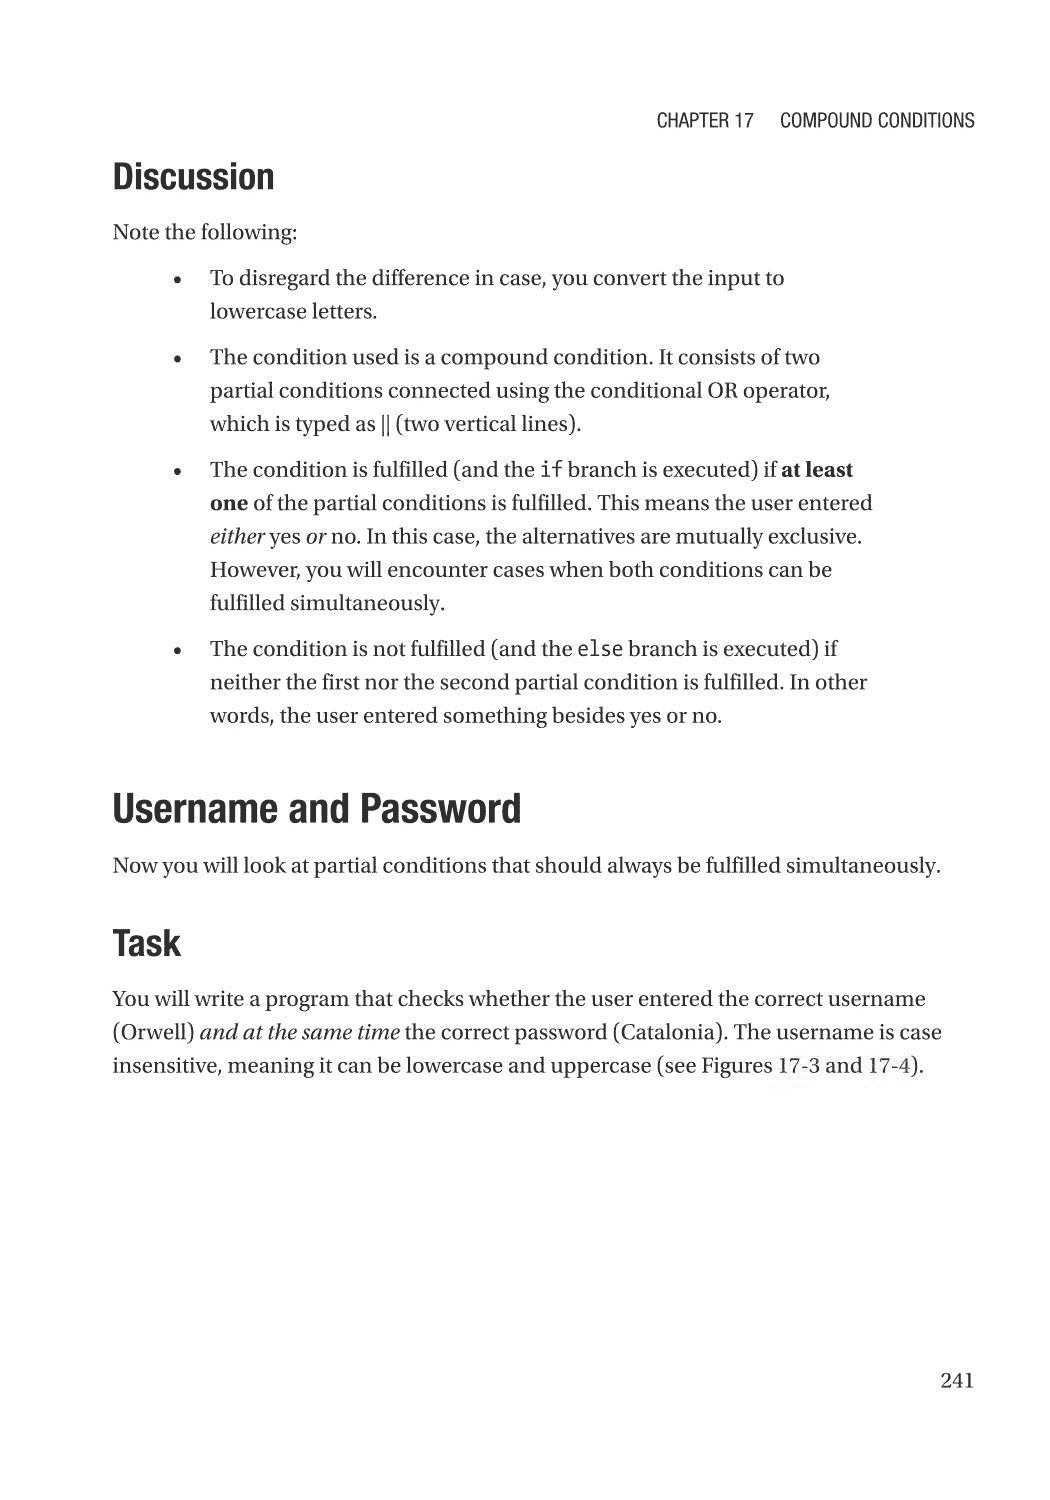 CHAPTER 17 COMPOUND CONDITIONS
Discussion
Note the following:
• To disregard the difference in case, you convert the input to
lowercase letters.
• The condition used is a compound condition. It consists of two
partial conditions connected using the conditional OR operator,
which is typed as || (two vertical lines).
• The condition is fulfilled (and the if branch is executed) if at least
one of the partial conditions is fulfilled. This means the user entered
either yes or no. In this case, the alternatives are mutually exclusive.
However, you will encounter cases when both conditions can be
fulfilled simultaneously.
• The condition is not fulfilled (and the else branch is executed) if
neither the first nor the second partial condition is fulfilled. In other
words, the user entered something besides yes or no.
Username and Password
Now you will look at partial conditions that should always be fulfilled simultaneously.
Task
You will write a program that checks whether the user entered the correct username
(Orwell) and at the same time the correct password (Catalonia). The username is case
insensitive, meaning it can be lowercase and uppercase (see Figures 17-3 and 17-4).
241